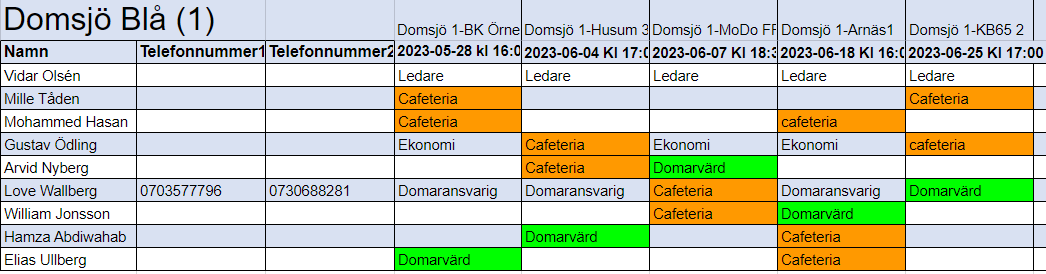 Domsjö Blå (1)
Domsjö 1-BK Örne Domsjö 1-Husum 3 Domsjö 1-MoDo FF Domsjö 1-Arnäs1 Domsjö 1-KB65 2
Namn Telefonnummer1 Telefonnummer2 2023-05-28 kl 16:0 2023-06-04 Kl 17:0 2023-06-07 Kl 18:3 2023-06-18 Kl 16:0 2023-06-25 Kl 17:00
Vidar Olsén Ledare Ledare Ledare Ledare Ledare
Mille Tåden Cafeteria Cafeteria
Mohammed Hasan Cafeteria cafeteria
Gustav Ödling Ekonomi Cafeteria Ekonomi Ekonomi cafeteria
Arvid Nyberg Cafeteria Domarvärd
Love Wallberg 0703577796 0730688281 Domaransvarig Domaransvarig Cafeteria Domaransvarig Domarvärd
William Jonsson Cafeteria Domarvärd
Hamza Abdiwahab Domarvärd Cafeteria
Elias Ullberg Domarvärd Cafeteria